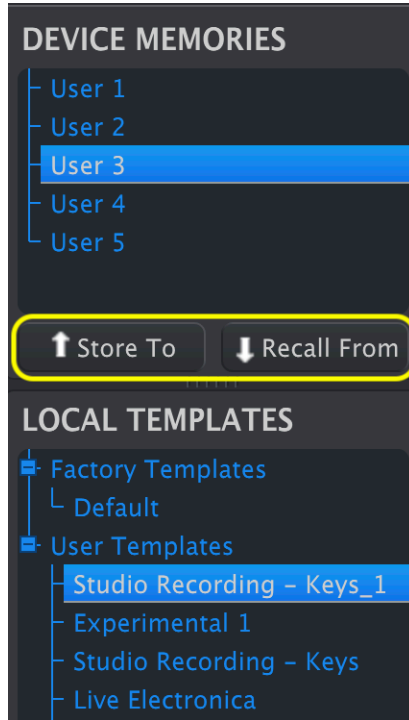 DEVICE MEMORIES
User 1
User 2
User 3
User 4
User 5
Store To
Recall From
LOCAL TEMPLATES
Factory Templates
Default
User Templates
Studio Recording – Keys_1
Experimental 1
Studio Recording – Keys
Live Electronica